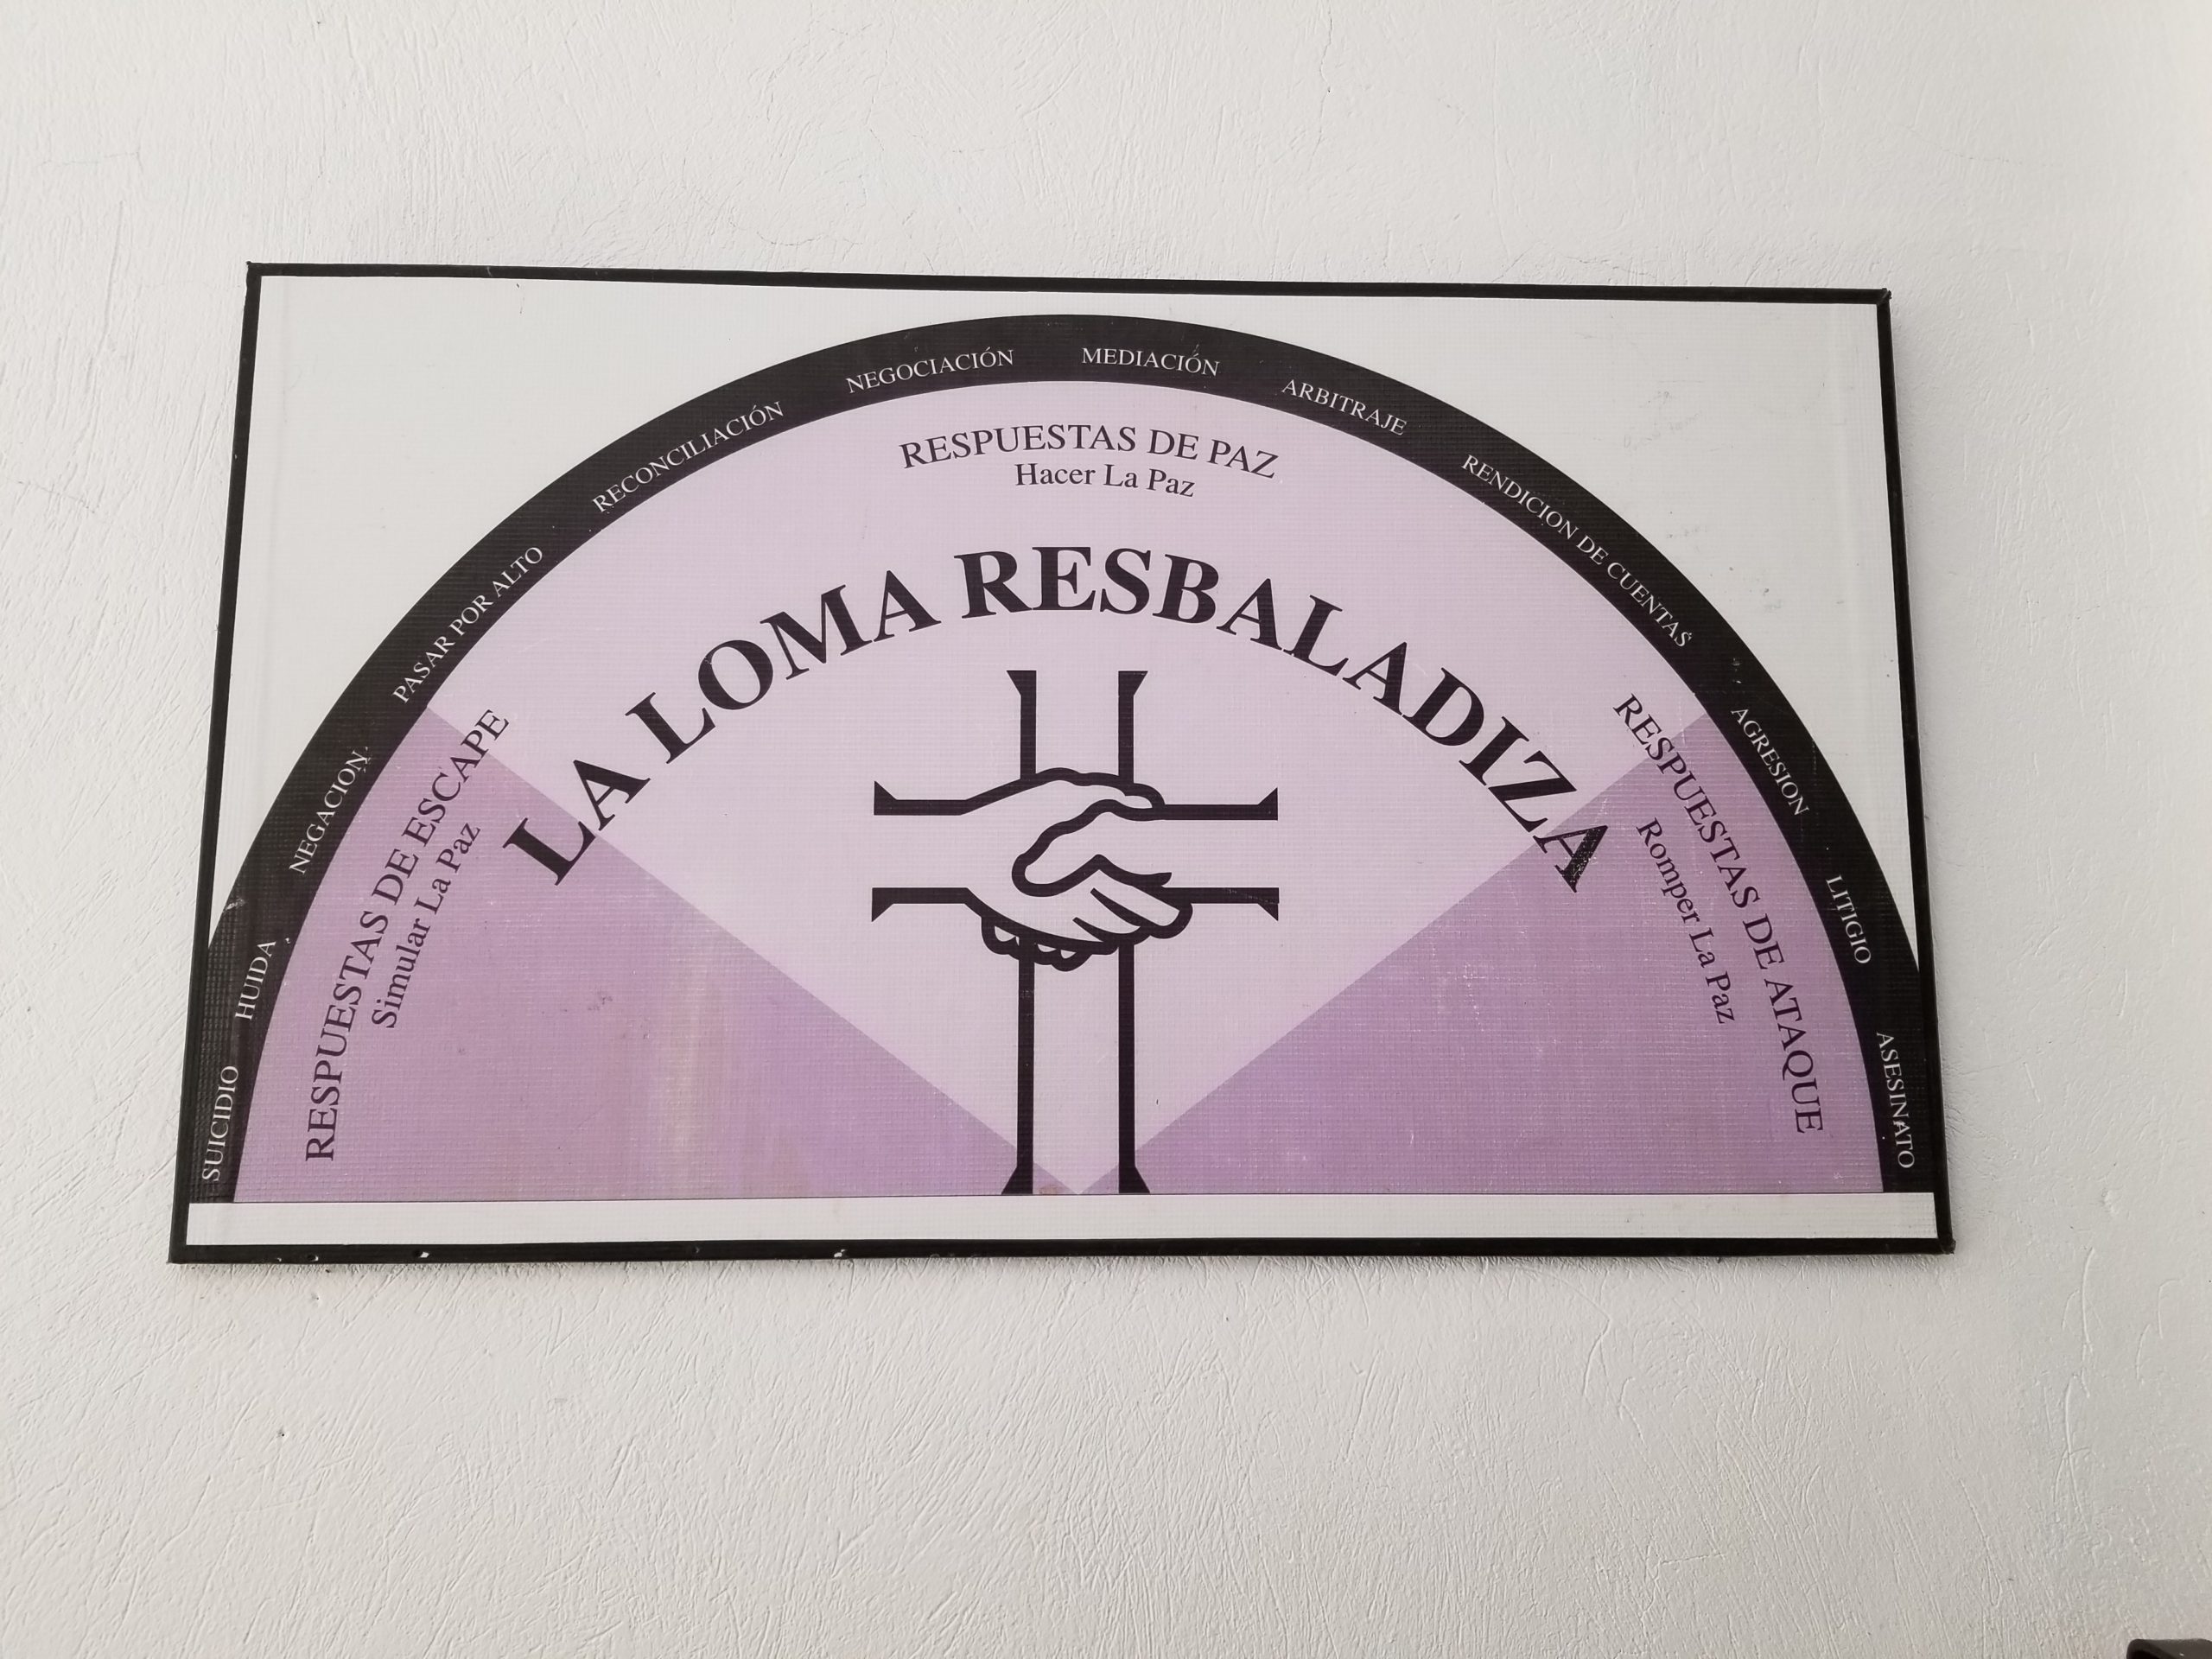 SUICIDIO
HUIDA
NEGACION
PASAR POR ALTO
RECONCILIACIÓN
NEGOCIACIÓN
MEDIACIÓN
ARBITRAJE
RENDICION DE CUENTAS
AGRESION
LITIGIO
ASESINATO
RESPUESTAS DE PAZ
Hacer La Paz
LA LOMA RESBALADIZA
RESPUESTAS DE ESCAPE
Simular La Paz
RESPUESTAS DE ATAQUE
Romper La Paz